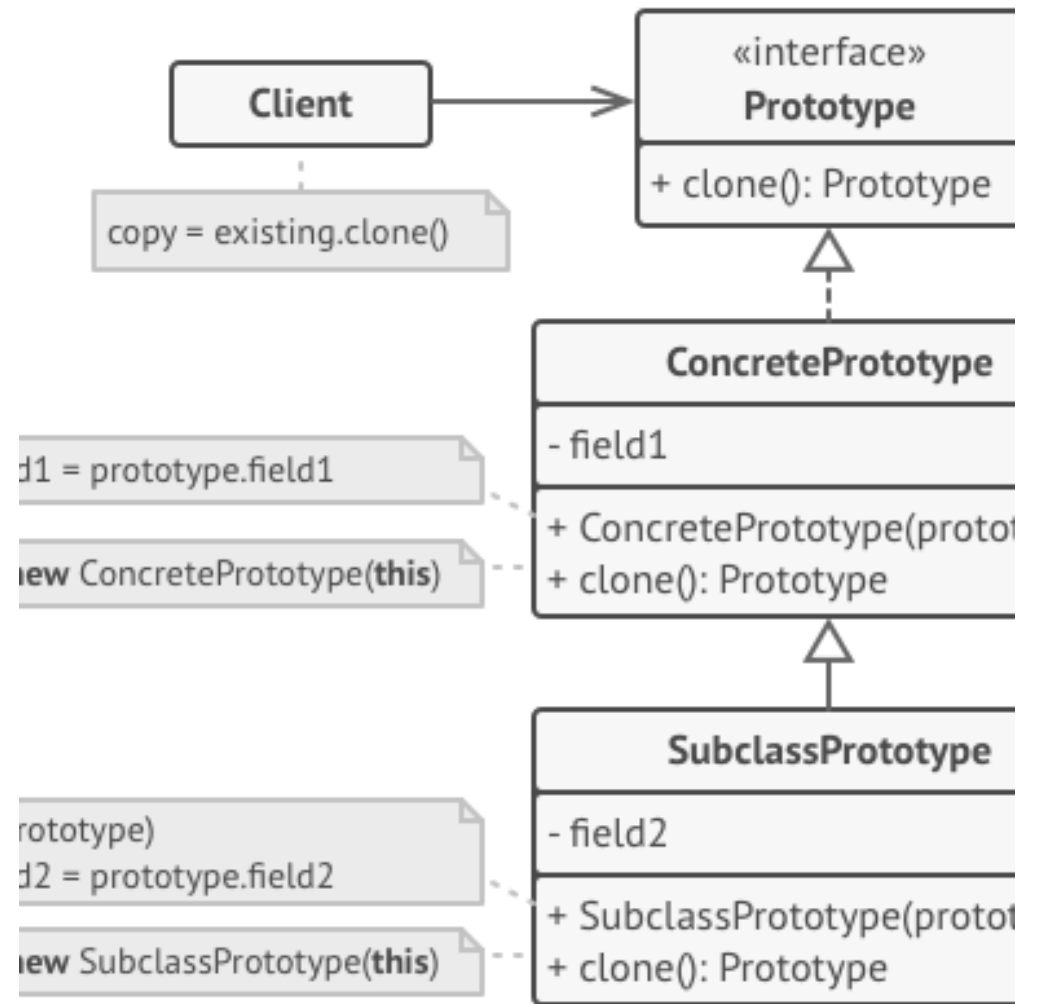 «interface»
Prototype
+ clone(): Prototype
Client
copy = existing.clone()
ConcretePrototype
- field1
+ ConcretePrototype(protot
+ clone(): Prototype
d1 = prototype.field1
new ConcretePrototype(this)
SubclassPrototype
- field2
+ SubclassPrototype(protot
+ clone(): Prototype
rototype)
d2 = prototype.field2
new SubclassPrototype(this)